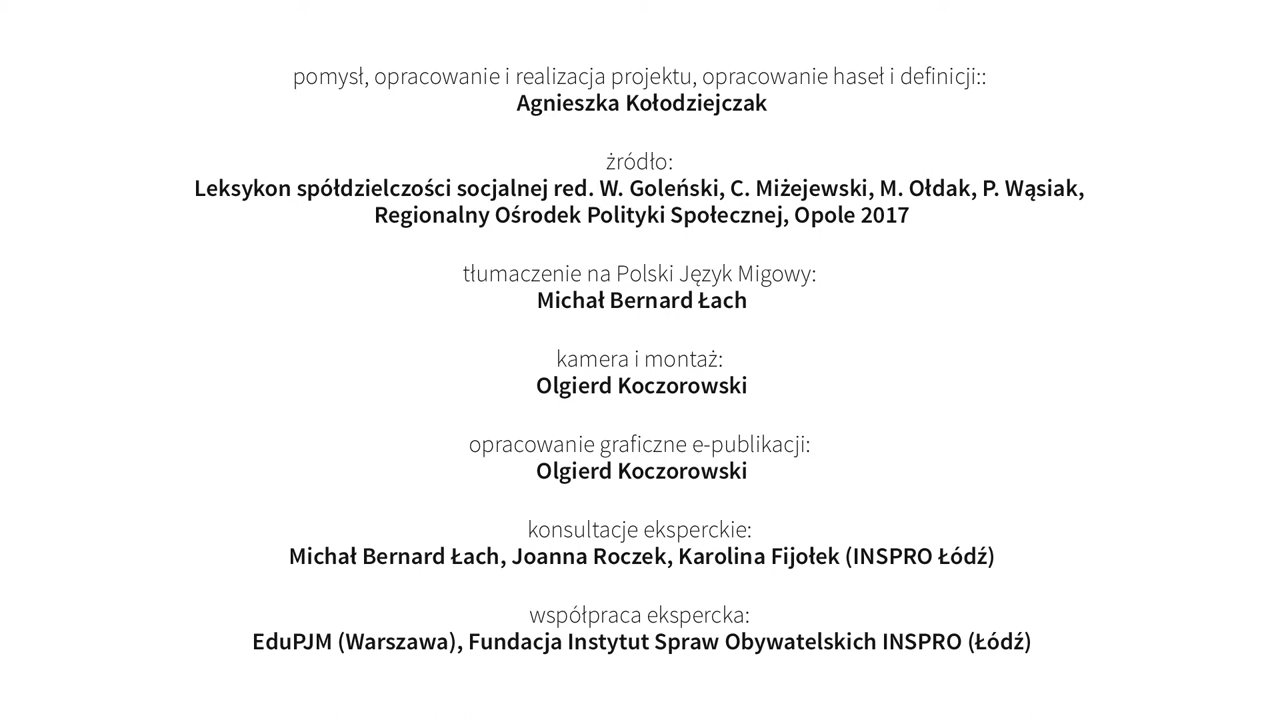 pomysł, opracowanie i realizacja projektu, opracowanie haseł i definicji::
Agnieszka Kołodziejczak
żródło:
Leksykon spółdzielczości socjalnej red. W. Goleński, C. Miżejewski, M. Ołdak, P. Wąsiak,
Regionalny Ośrodek Polityki Społecznej, Opole 2017
tłumaczenie na Polski Język Migowy:
Michał Bernard Łach
kamera i montaż:
Olgierd Koczorowski
opracowanie graficzne e-publikacji:
Olgierd Koczorowski
konsultacje eksperckie:
Michał Bernard Łach, Joanna Roczek, Karolina Fijołek (INSPRO Łódź)
współpraca ekspercka:
EduPJM (Warszawa), Fundacja Instytut Spraw Obywatelskich INSPRO (Łódź)